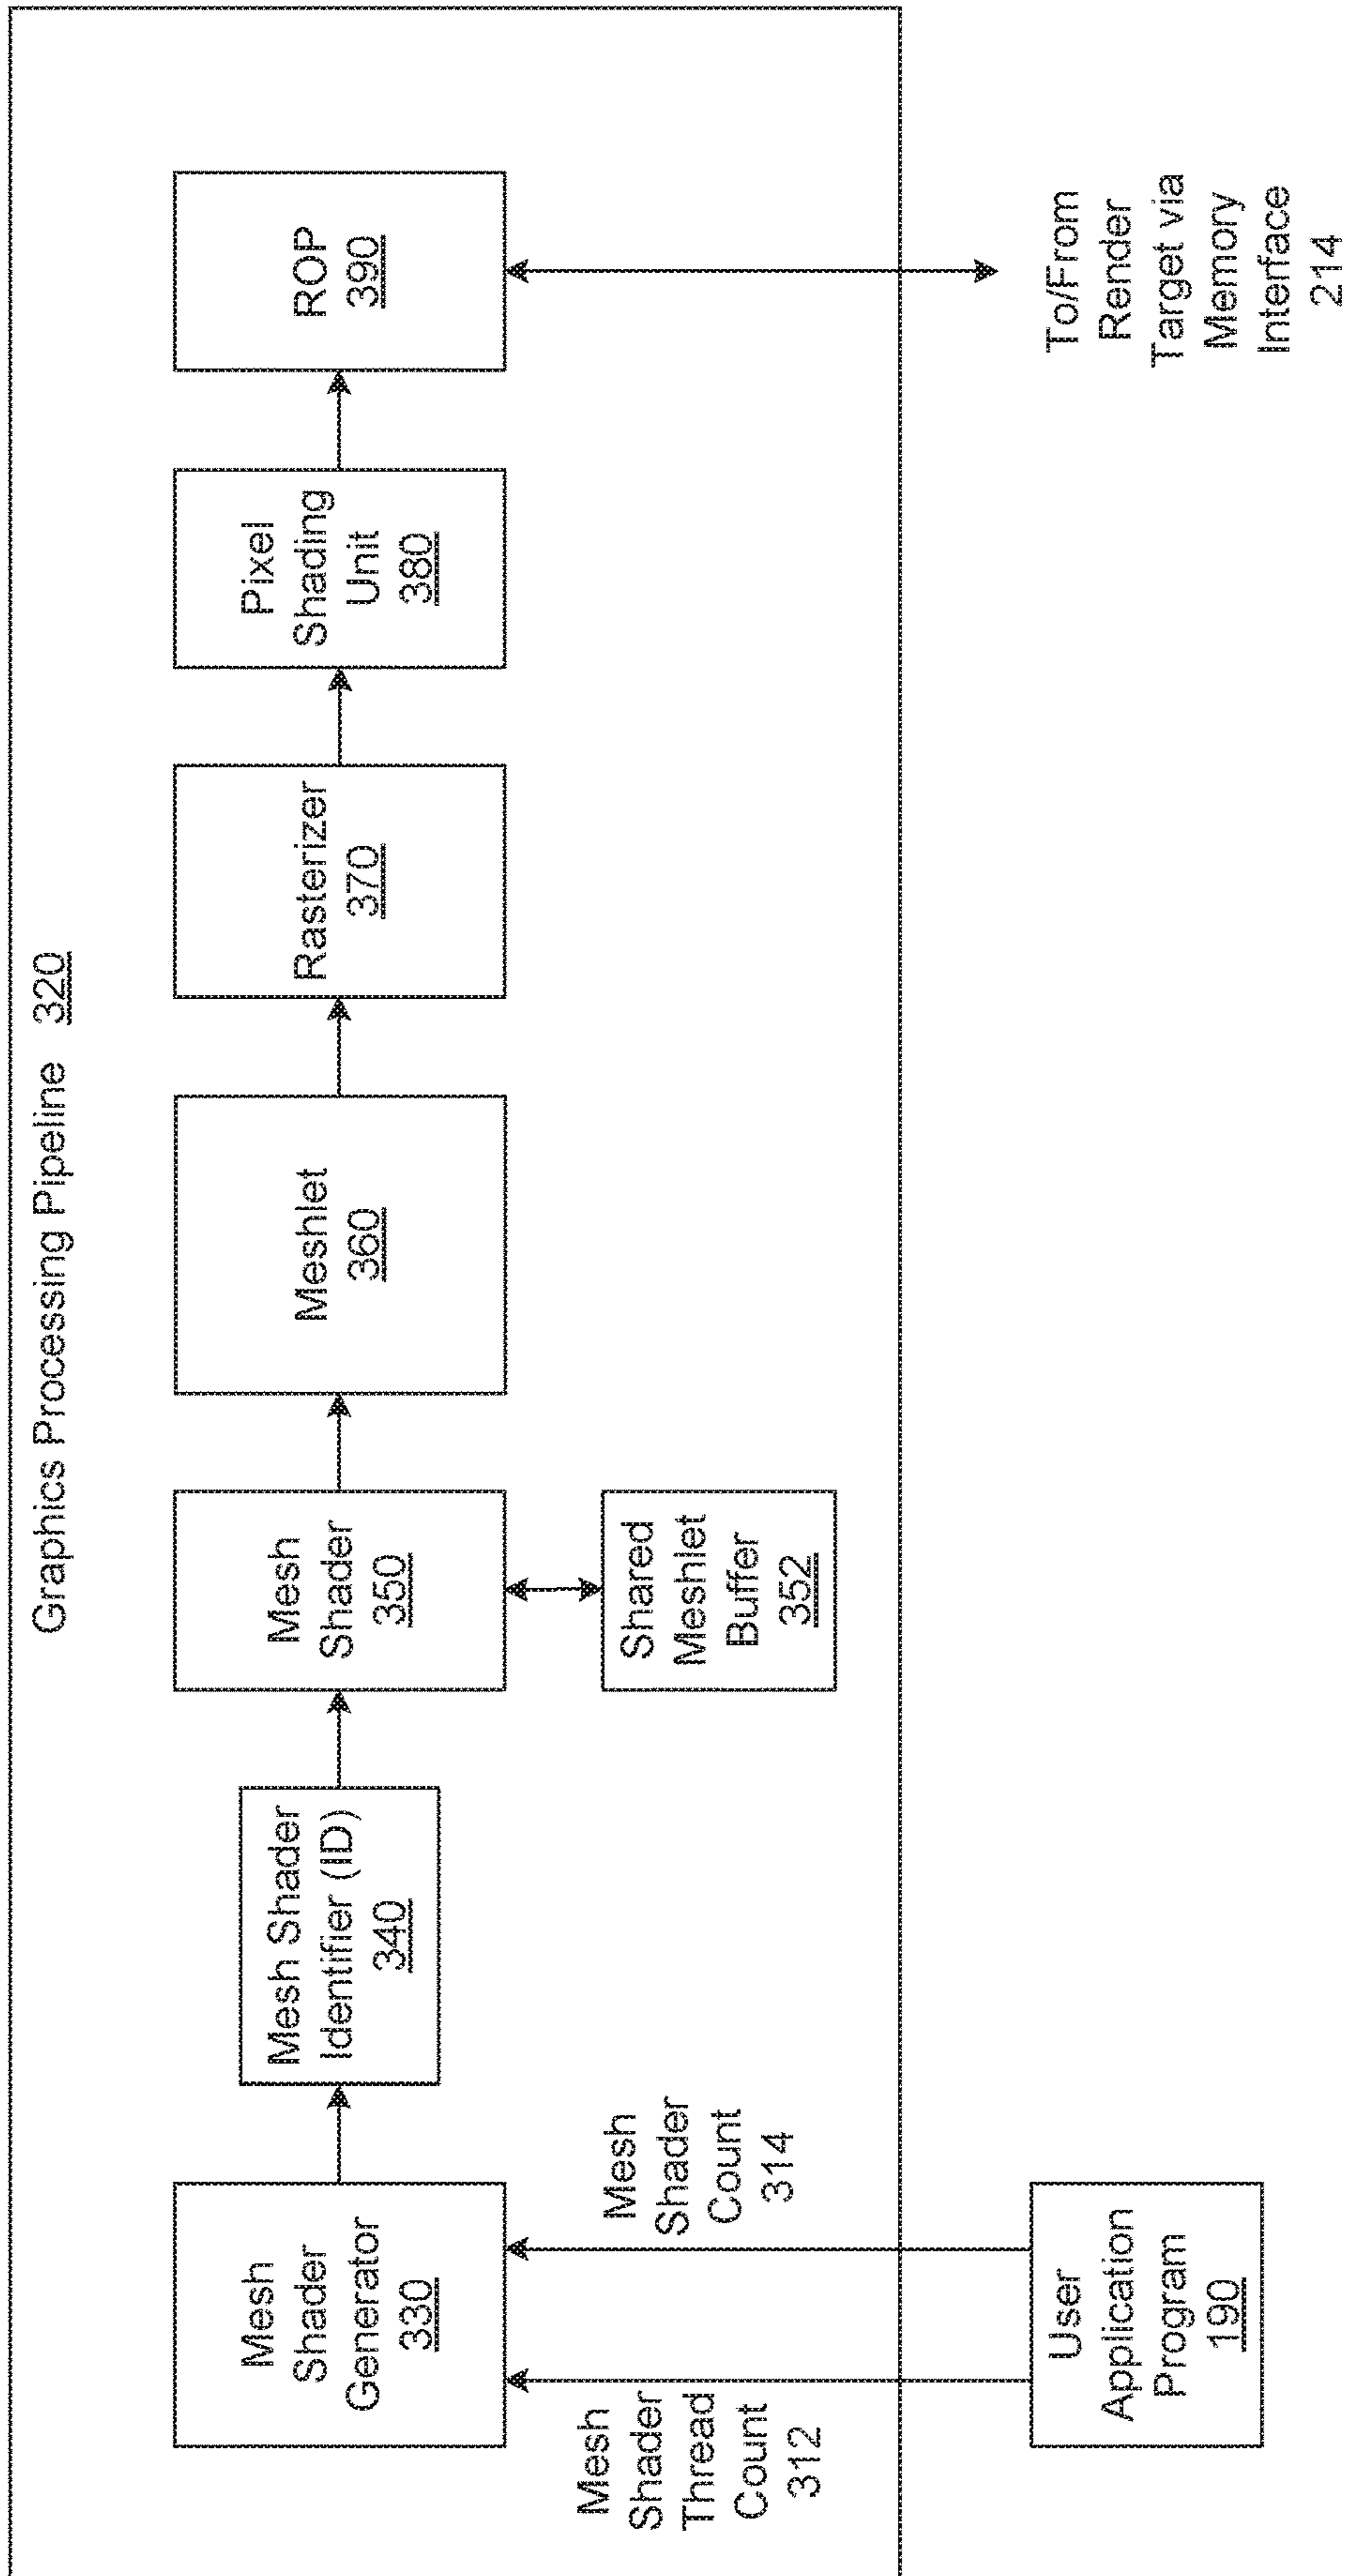 Graphics Processing Pipeline 320
Mesh
Shader
Generator
330
Mesh Shader
Identifier (ID)
340
Mesh
Shader
350
Meshlet
360
Rasterizer
370
Pixel
Shading
Unit
380
ROP
390
Shared
Meshlet
Buffer
352
Mesh
Shader
Thread
Count
312
Mesh
Shader
Count
314
User
Application
Program
190
To/From
Render
Target via
Memory
Interface
214